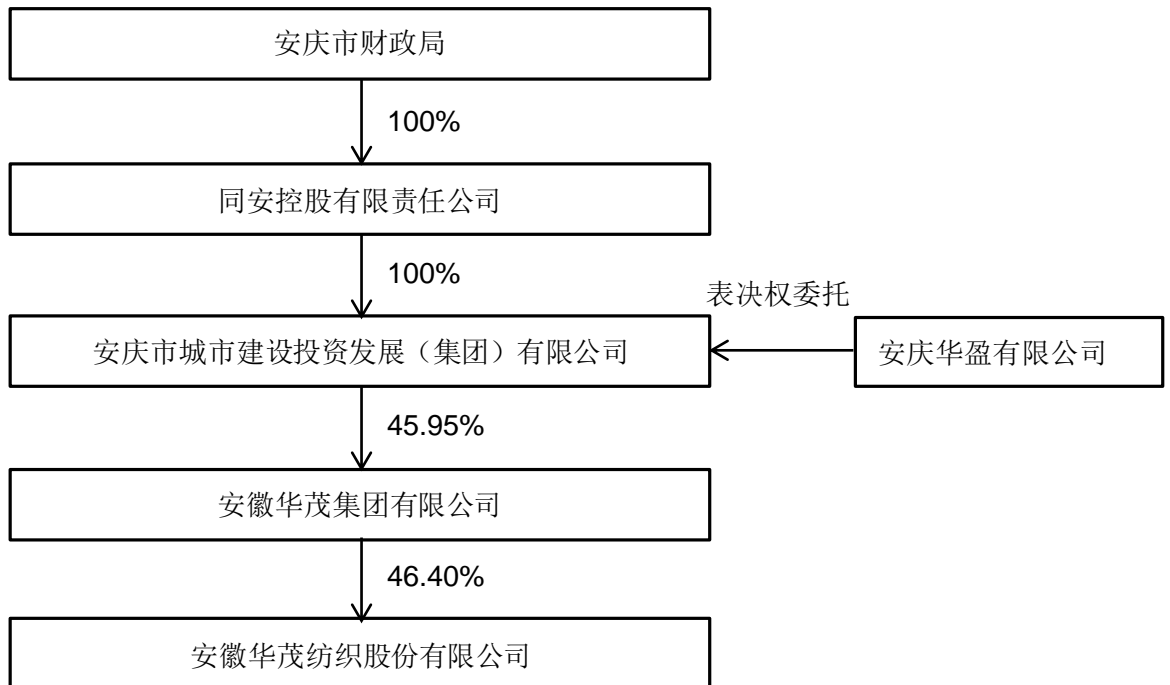 安庆市财政局
100%
同安控股有限责任公司
100%
表决权委托
安庆市城市建设投资发展（集团）有限公司
安庆华盈有限公司
45.95%
安徽华茂集团有限公司
46.40%
安徽华茂纺织股份有限公司